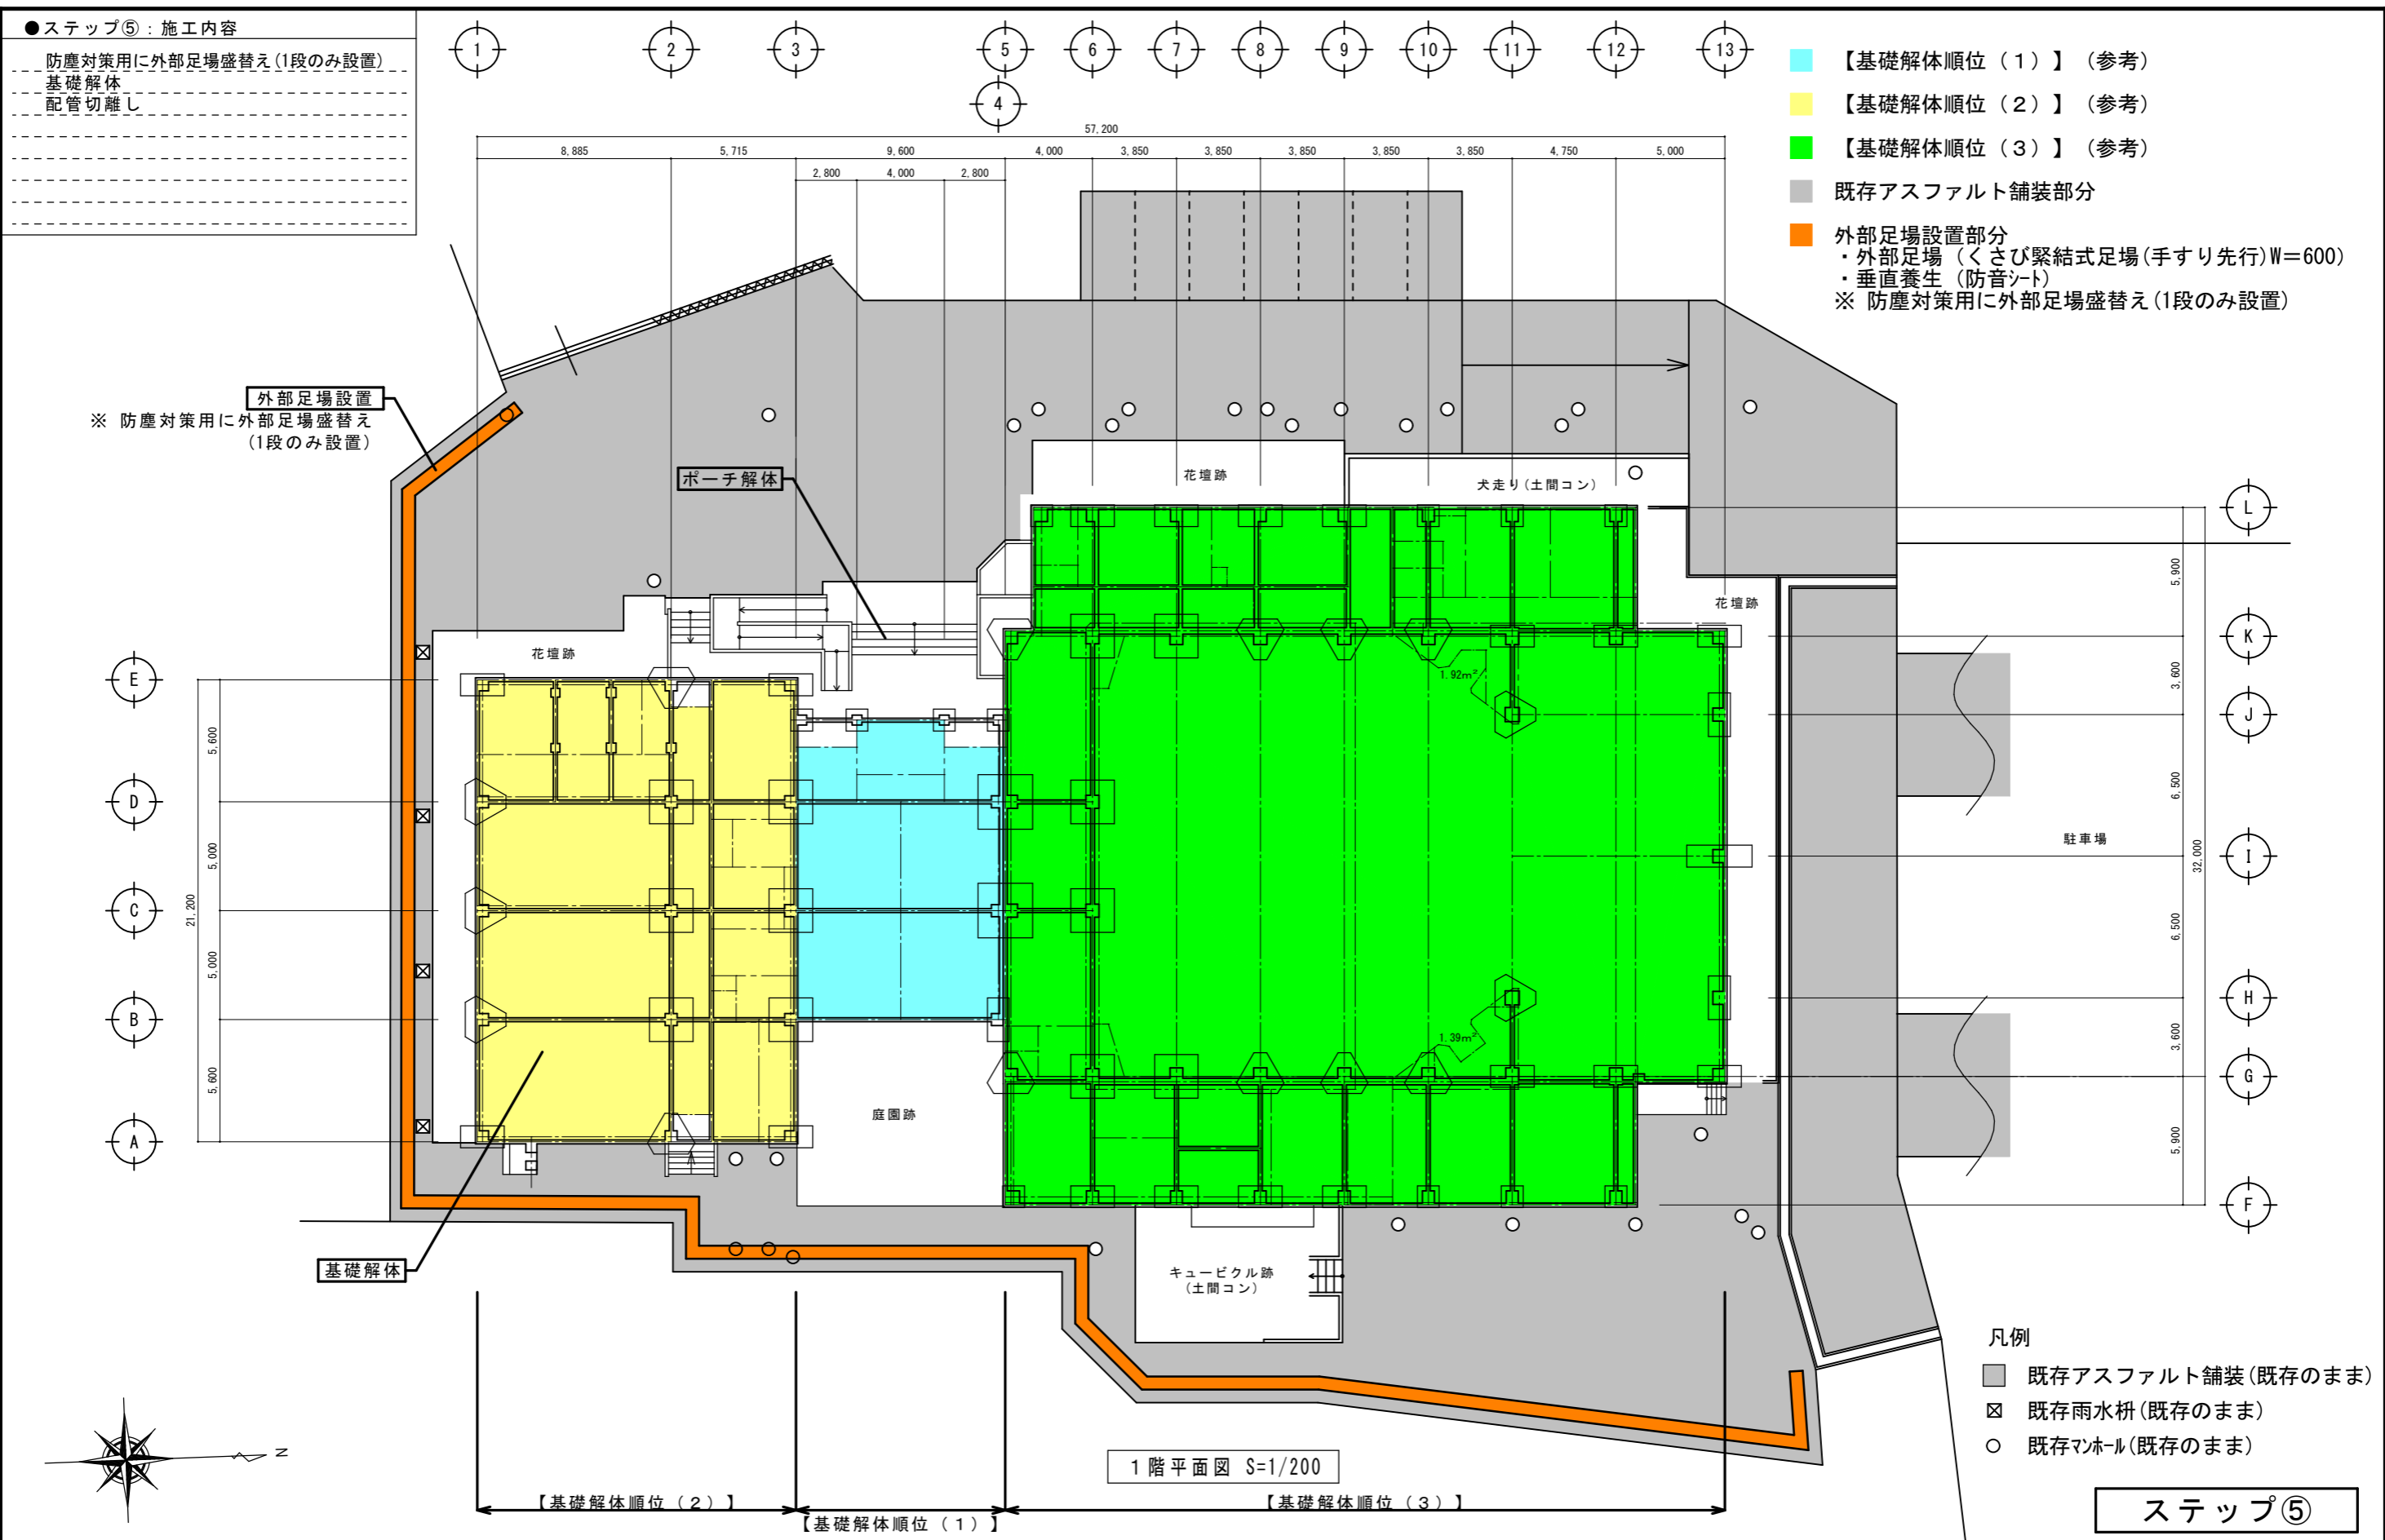 ●ステップ⑤：施工内容
防塵対策用に外部足場盛替え(1段のみ設置)
基礎解体
配管切離し
1
2
3
5
6
7
8
9
10
11
12
13
4
57,200
8,885
5,715
9,600
4,000
3,850
3,850
3,850
3,850
3,850
4,750
5,000
2,800
4,000
2,800
【基礎解体順位（１）】（参考）
【基礎解体順位（２）】（参考）
【基礎解体順位（３）】（参考）
既存アスファルト舗装部分
外部足場設置部分
・外部足場（くさび緊結式足場(手すり先行)W＝600）
・垂直養生（防音ｼｰﾄ）
※ 防塵対策用に外部足場盛替え(1段のみ設置)
外部足場設置
※ 防塵対策用に外部足場盛替え
(1段のみ設置)
ポーチ解体
花壇跡
犬走り(土間コン)
花壇跡
花壇跡
1.92m²
1.39m²
駐車場
庭園跡
キュービクル跡
(土間コン)
基礎解体
E
D
C
B
A
5,600
5,000
5,000
5,600
21,200
L
K
J
I
H
G
F
5,900
3,600
6,500
6,500
3,600
5,900
32,000
凡例
既存アスファルト舗装(既存のまま)
既存雨水枡(既存のまま)
既存ﾏﾝﾎｰﾙ(既存のまま)
N
1階平面図 S=1/200
【基礎解体順位（２）】
【基礎解体順位（１）】
【基礎解体順位（３）】
ステップ⑤